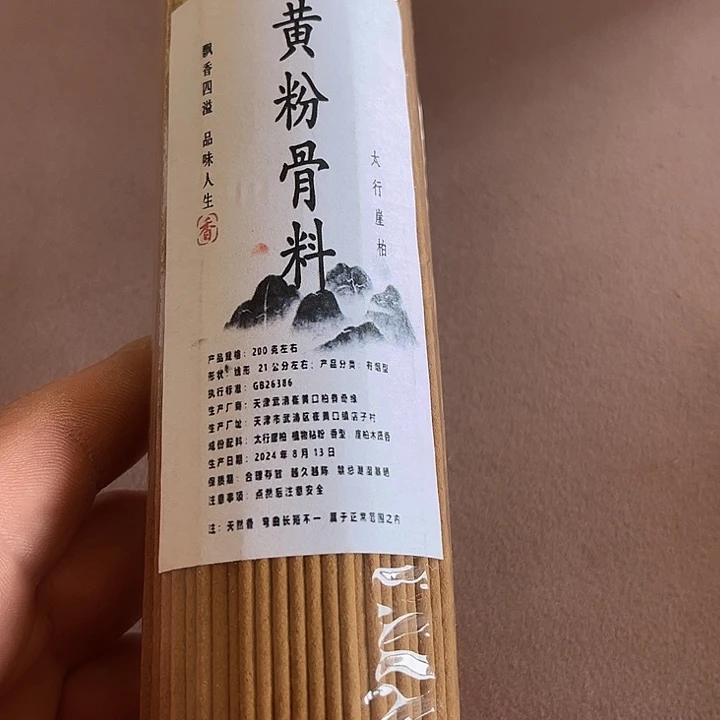 黄粉骨料
飘香四溢 品味人生
香
太行崖柏
产品规格：200克左右
形状：线形 21公分左右；产品分类：有烟型
执行标准：GB26386
生产厂商：天津武清崔黄口柏香奇缘
生产厂址：天津市武清区崔黄口镇店子村
成份配料：太行崖柏 植物粘粉 香型：崖柏木质香
生产日期：2024年8月13日
保质期：合理存放 越久越陈 禁忌潮湿暴晒
注意事项：点燃后注意安全
注：天然香 弯曲长短不一 属于正常范围之内